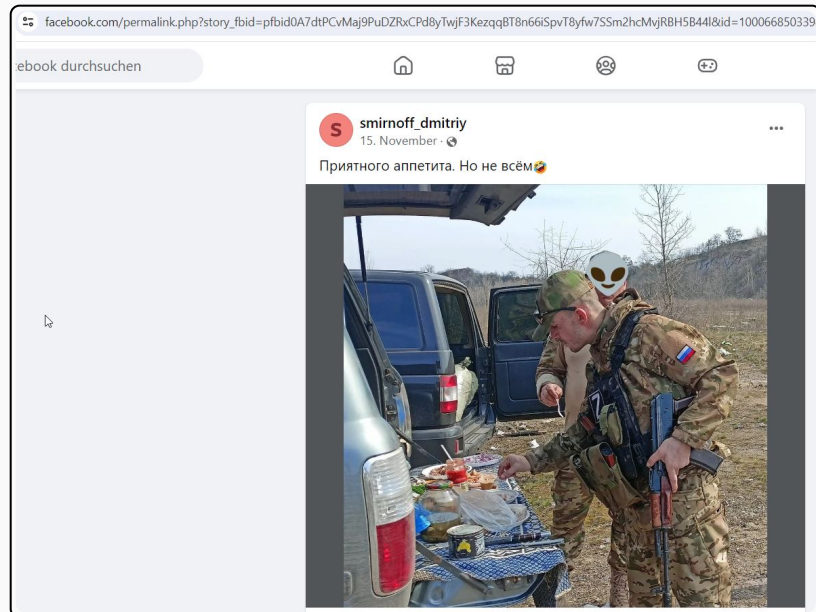 facebook.com/permalink.php?story_fbid=pfbid0A7dtPCvMaj9PuDZRxCPd8yTwjF3KezqqBT8n66iSpvT8yfw7SSm2hcMvjRBH5B44l&id=100066850339
ebook durchsuchen
S
smirnoff_dmitriy
15. November ·
Приятного аппетита. Но не всём🤣
Z